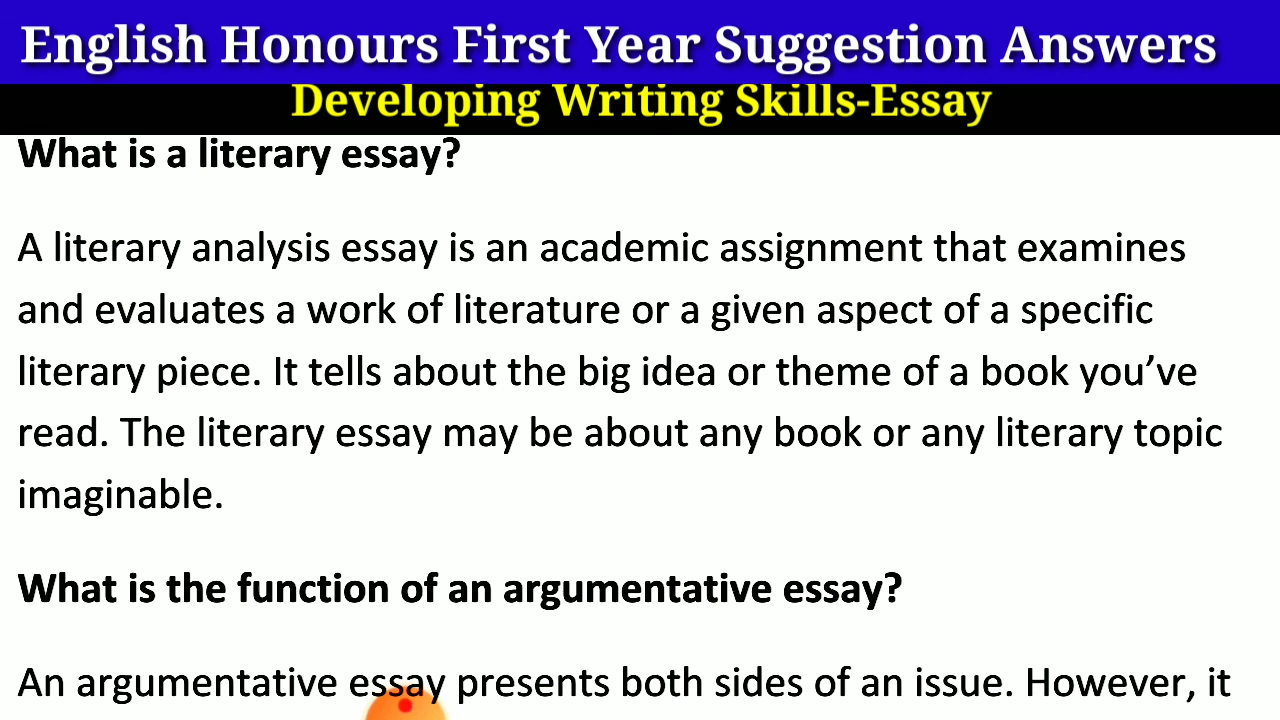 English Honours First Year Suggestion Answers
Developing Writing Skills-Essay
What is a literary essay?
A literary analysis essay is an academic assignment that examines
and evaluates a work of literature or a given aspect of a specific
literary piece. It tells about the big idea or theme of a book you’ve
read. The literary essay may be about any book or any literary topic
imaginable.
What is the function of an argumentative essay?
An argumentative essay presents both sides of an issue. However, it